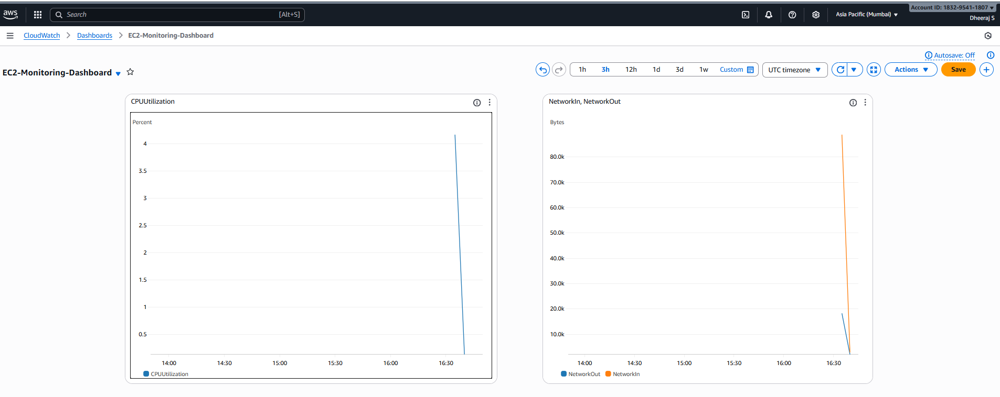 aws
Search [Alt+S]
Asia Pacific (Mumbai)
Account ID: 1832-9541-1807
Dheeraj S
CloudWatch
Dashboards
EC2-Monitoring-Dashboard
Autosave: Off
EC2-Monitoring-Dashboard
1h 3h 12h 1d 3d 1w Custom
UTC timezone
Actions
Save
CPUUtilization
Percent
4
3.5
3
2.5
2
1.5
1
0.5
14:00 14:30 15:00 15:30 16:00 16:30
CPUUtilization
NetworkIn, NetworkOut
Bytes
80.0k
70.0k
60.0k
50.0k
40.0k
30.0k
20.0k
10.0k
14:00 14:30 15:00 15:30 16:00 16:30
NetworkOut NetworkIn